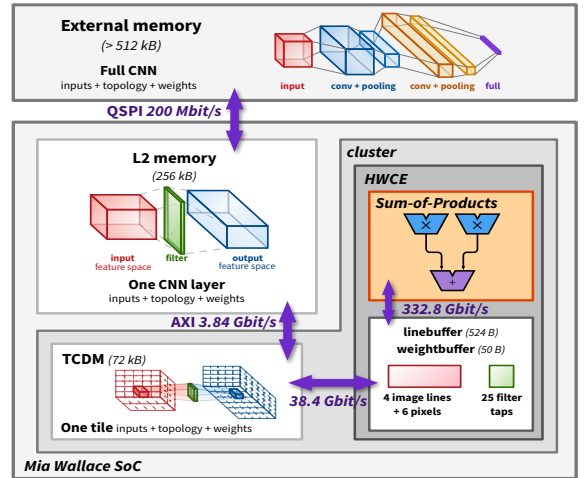 External memory
(> 512 kB)
Full CNN
inputs + topology + weights
input
conv + pooling
conv + pooling
full
QSPI 200 Mbit/s
L2 memory
(256 kB)
input
feature space
filter
output
feature space
One CNN layer
inputs + topology + weights
cluster
HWCE
Sum-of-Products
×
×
+
332.8 Gbit/s
linebuffer (524 B)
weightbuffer (50 B)
4 image lines
+ 6 pixels
25 filter
taps
AXI 3.84 Gbit/s
TCDM (72 kB)
One tile inputs + topology + weights
38.4 Gbit/s
Mia Wallace SoC